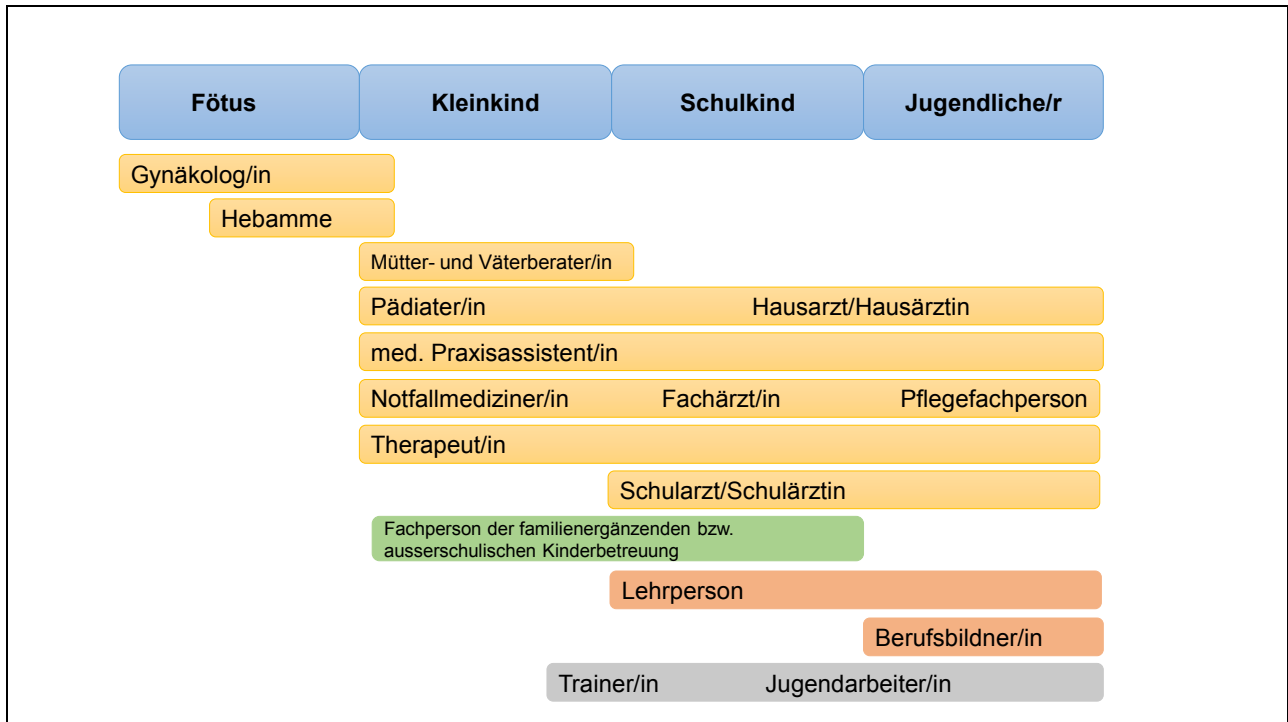 Fötus Kleinkind Schulkind Jugendliche/r
Gynäkolog/in
Hebamme
Mütter- und Väterberater/in
Pädiater/in Hausarzt/Hausärztin
med. Praxisassistent/in
Notfallmediziner/in Fachärzt/in Pflegefachperson
Therapeut/in
Schularzt/Schulärztin
Fachperson der familienergänzenden bzw.
ausserschulischen Kinderbetreuung
Lehrperson
Berufsbildner/in
Trainer/in Jugendarbeiter/in